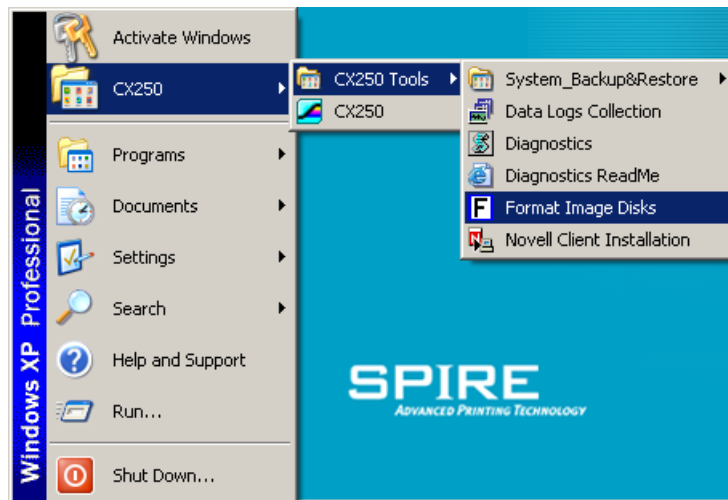 Activate Windows
CX250
Programs
Documents
Settings
Search
Help and Support
Run...
Shut Down...
Windows XP Professional
CX250 Tools
CX250
System_Backup&Restore
Data Logs Collection
Diagnostics
Diagnostics ReadMe
F Format Image Disks
Novell Client Installation
SPIRE
ADVANCED PRINTING TECHNOLOGY